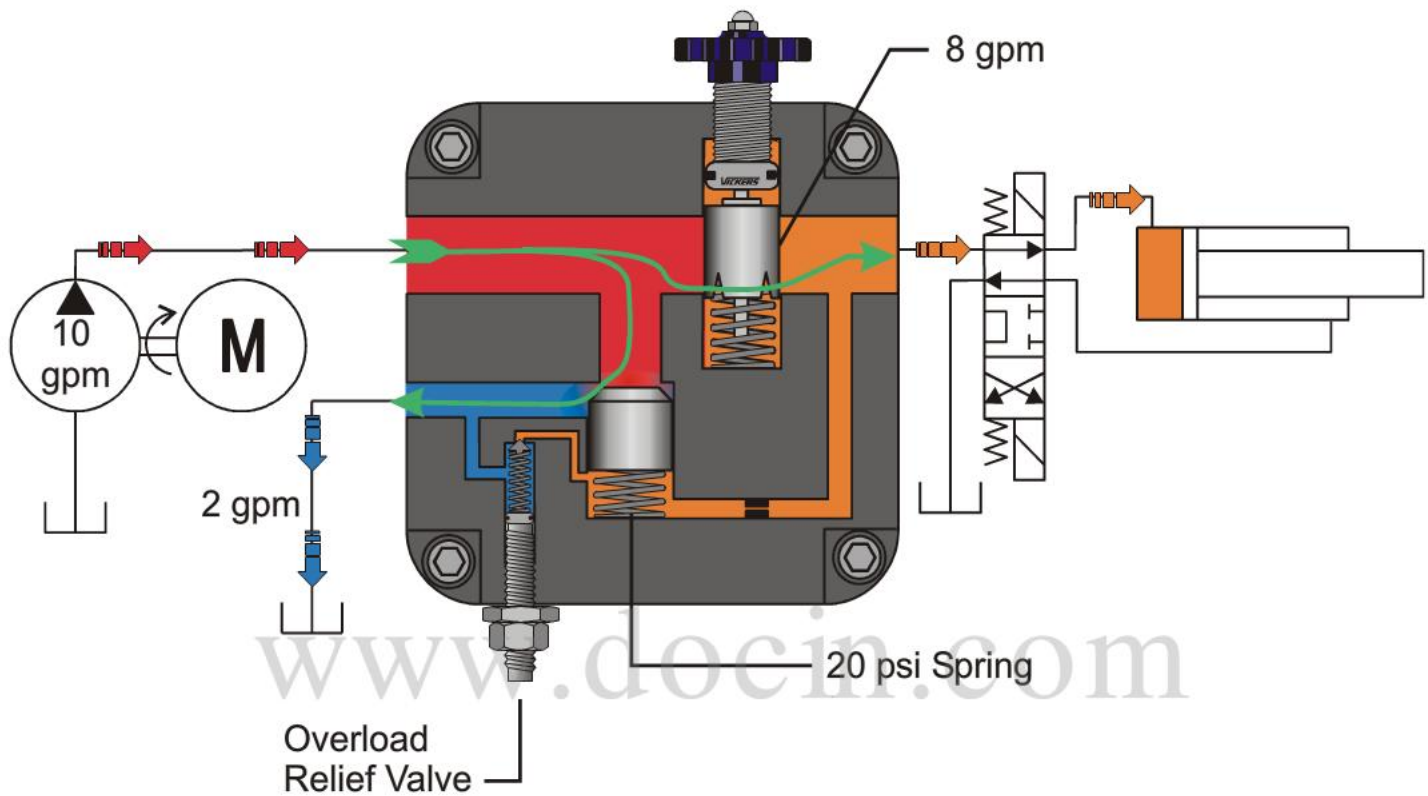 8 gpm
VICKERS
10
gpm
M
2 gpm
www.docin.com
20 psi Spring
Overload
Relief Valve